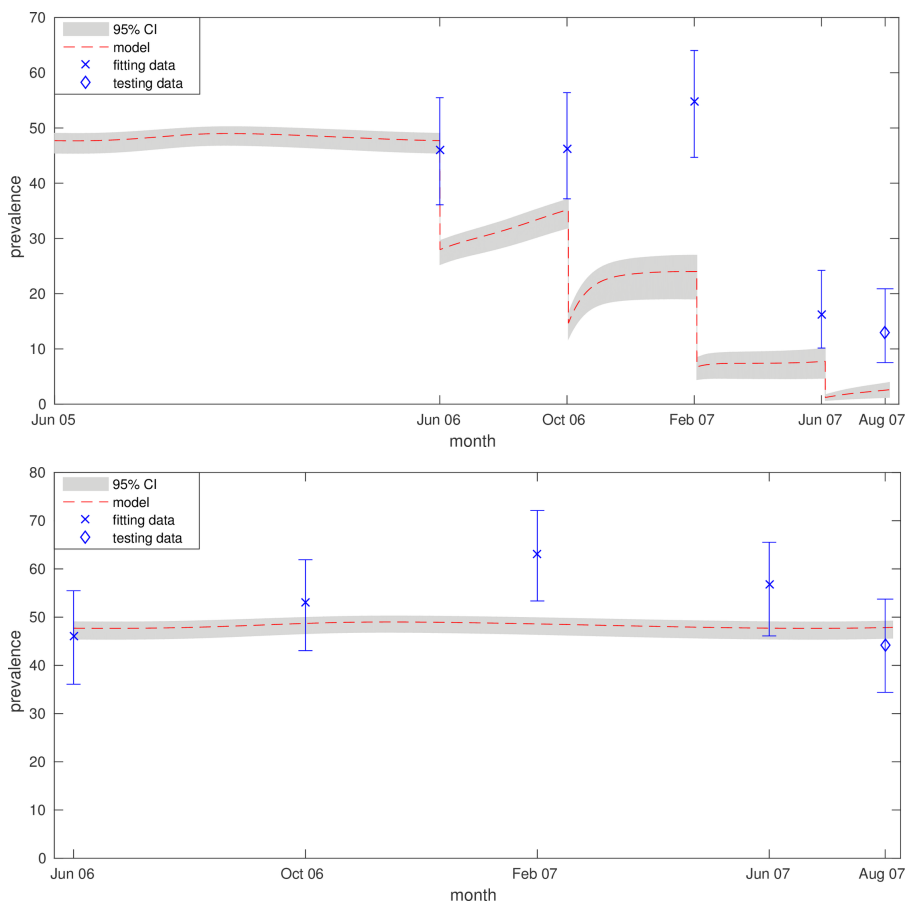 70
60
50
40
30
20
10
0
prevalence
95% CI
model
fitting data
testing data
Jun 05
Jun 06
Oct 06
Feb 07
Jun 07
Aug 07
month
80
70
60
50
40
30
20
10
0
prevalence
95% CI
model
fitting data
testing data
Jun 06
Oct 06
Feb 07
Jun 07
Aug 07
month